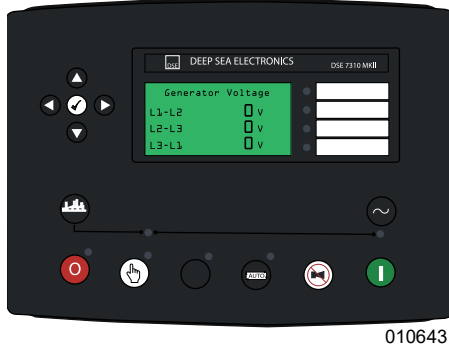 DSE DEEP SEA ELECTRONICS DSE 7310 MKII
Generator Voltage
L1-L2 0 V
L2-L3 0 V
L3-L1 0 V
O
AUTO
I
010643